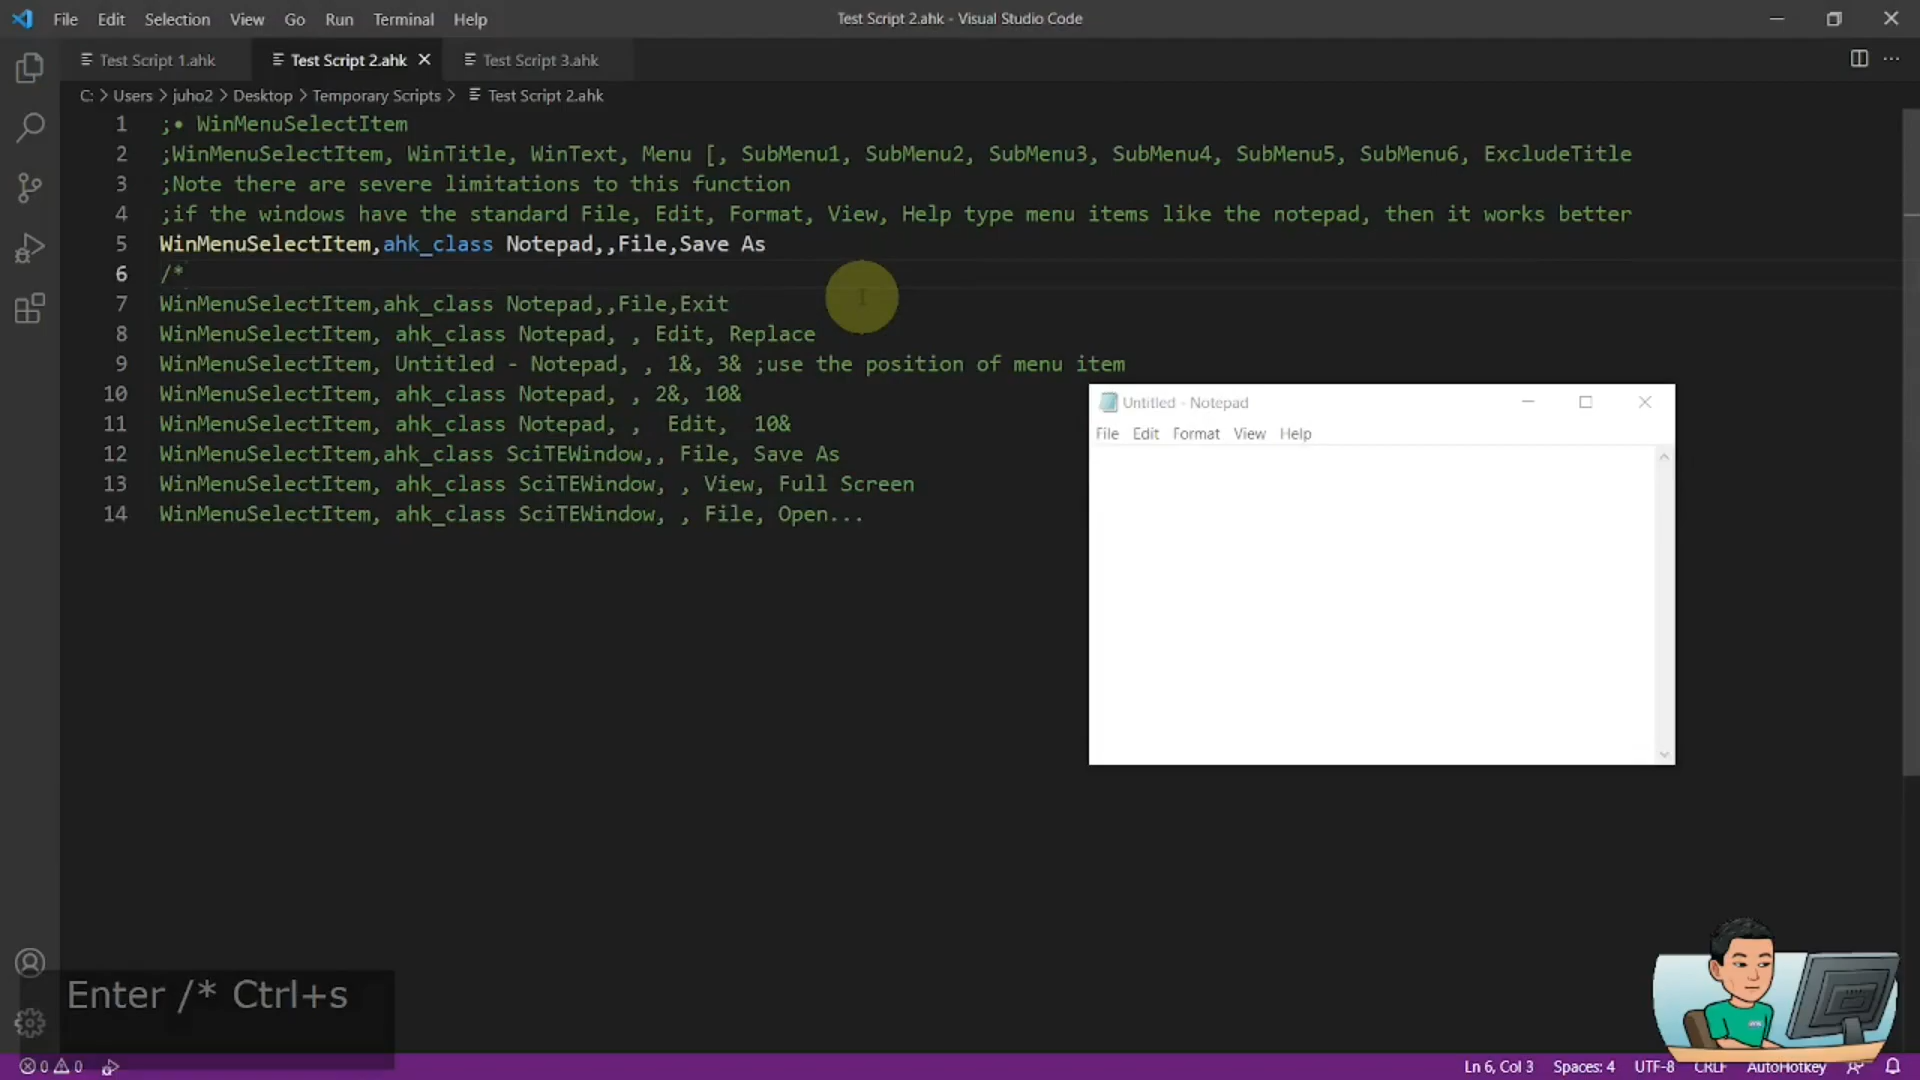 File Edit Selection View Go Run Terminal Help
Test Script 2.ahk - Visual Studio Code
Test Script 1.ahk
Test Script 2.ahk
Test Script 3.ahk
C: > Users > juho2 > Desktop > Temporary Scripts > Test Script 2.ahk
1 ;• WinMenuSelectItem
2 ;WinMenuSelectItem, WinTitle, WinText, Menu [, SubMenu1, SubMenu2, SubMenu3, SubMenu4, SubMenu5, SubMenu6, ExcludeTitle
3 ;Note there are severe limitations to this function
4 ;if the windows have the standard File, Edit, Format, View, Help type menu items like the notepad, then it works better
5 WinMenuSelectItem,ahk_class Notepad,,File,Save As
6 /*
7 WinMenuSelectItem,ahk_class Notepad,,File,Exit
8 WinMenuSelectItem, ahk_class Notepad, , Edit, Replace
9 WinMenuSelectItem, Untitled - Notepad, , 1&, 3& ;use the position of menu item
10 WinMenuSelectItem, ahk_class Notepad, , 2&, 10&
11 WinMenuSelectItem, ahk_class Notepad, ,  Edit,  10&
12 WinMenuSelectItem,ahk_class SciTEWindow,, File, Save As
13 WinMenuSelectItem, ahk_class SciTEWindow, , View, Full Screen
14 WinMenuSelectItem, ahk_class SciTEWindow, , File, Open...
Untitled - Notepad
File Edit Format View Help
Enter /* Ctrl+s
0 0
Ln 6, Col 3 Spaces: 4 UTF-8 CRLF AutoHotkey